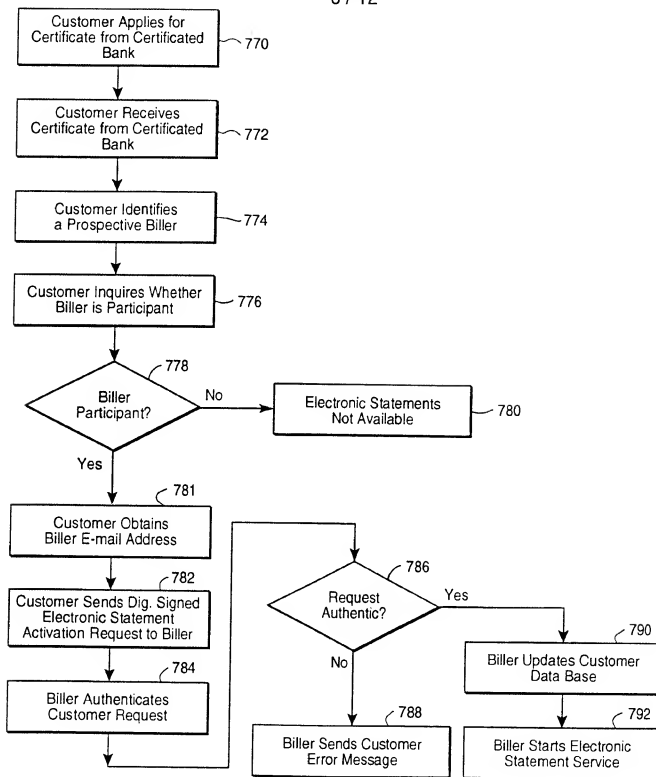 Customer Applies for
Certificate from Certificated
Bank
770
Customer Receives
Certificate from Certificated
Bank
772
Customer Identifies
a Prospective Biller
774
Customer Inquires Whether
Biller is Participant
776
778
Biller
Participant?
No
Yes
Electronic Statements
Not Available
780
781
Customer Obtains
Biller E-mail Address
782
Customer Sends Dig. Signed
Electronic Statement
Activation Request to Biller
784
Biller Authenticates
Customer Request
786
Request
Authentic?
Yes
No
788
Biller Sends Customer
Error Message
790
Biller Updates Customer
Data Base
792
Biller Starts Electronic
Statement Service